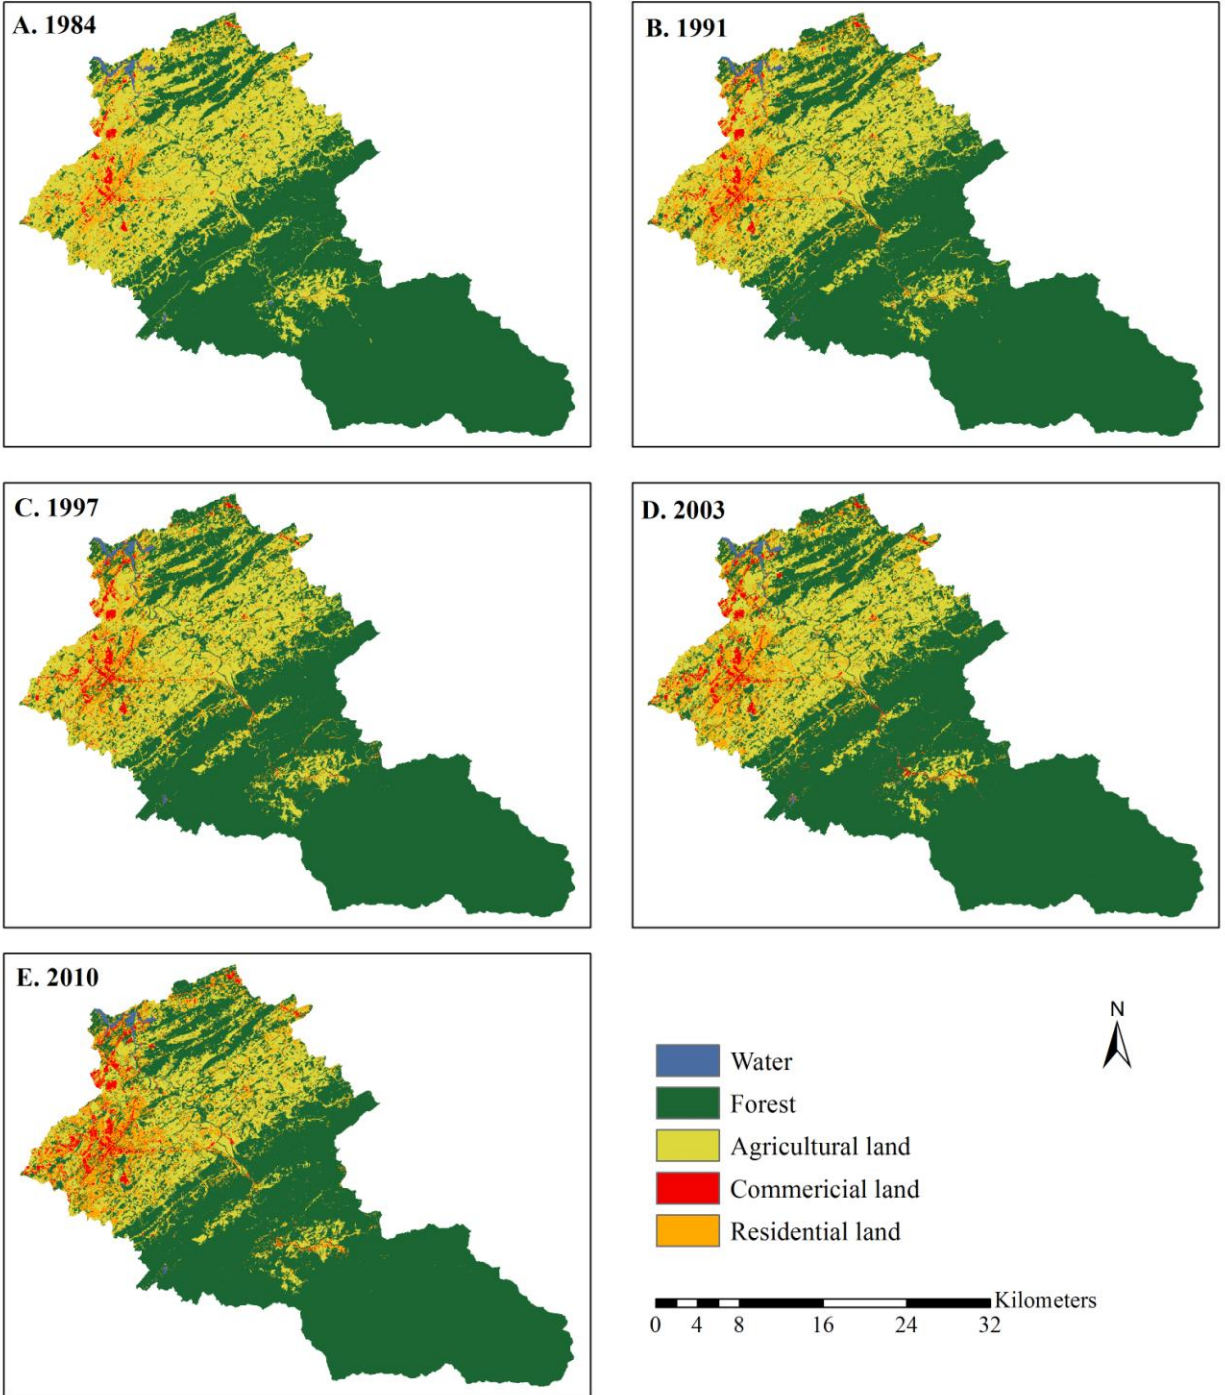 A. 1984
B. 1991
C. 1997
D. 2003
E. 2010
N
Water
Forest
Agricultural land
Commericial land
Residential land
Kilometers
0 4 8 16 24 32